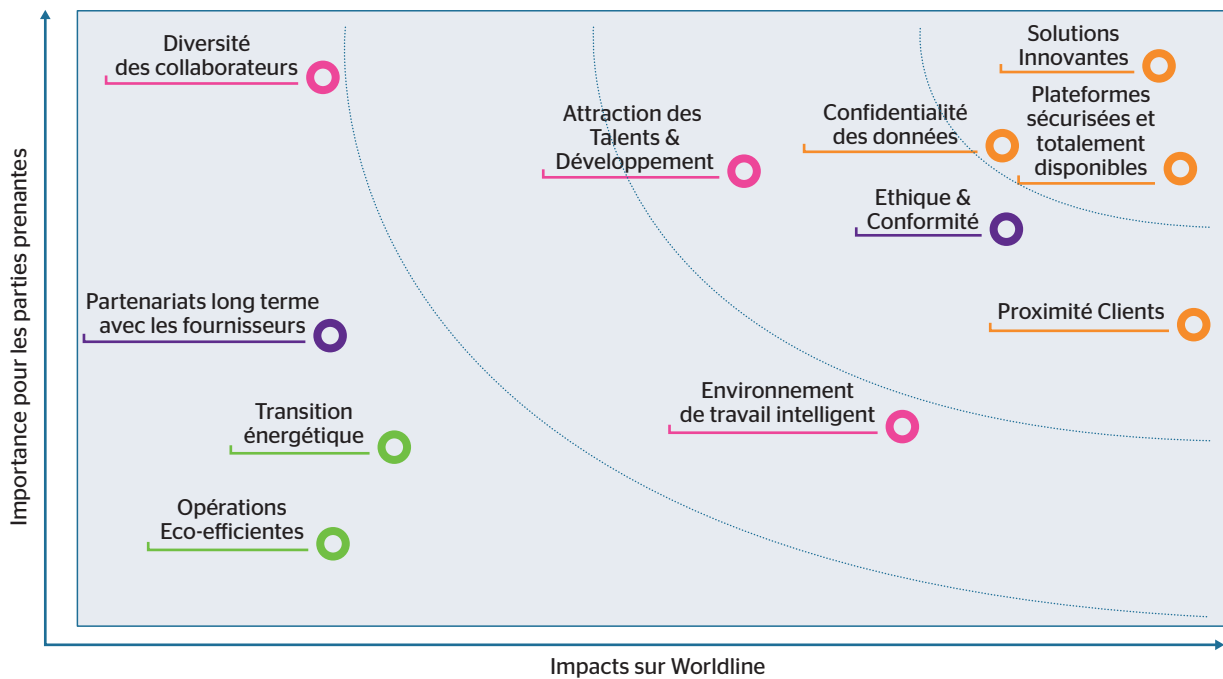 Importance pour les parties prenantes
Diversité
des collaborateurs
Solutions
Innovantes
Attraction des
Talents &
Développement
Confidentialité
des données
Plateformes
sécurisées et
totalement
disponibles
Ethique &
Conformité
Partenariats long terme
avec les fournisseurs
Proximité Clients
Transition
énergétique
Environnement
de travail intelligent
Opérations
Eco-efficientes
Impacts sur Worldline